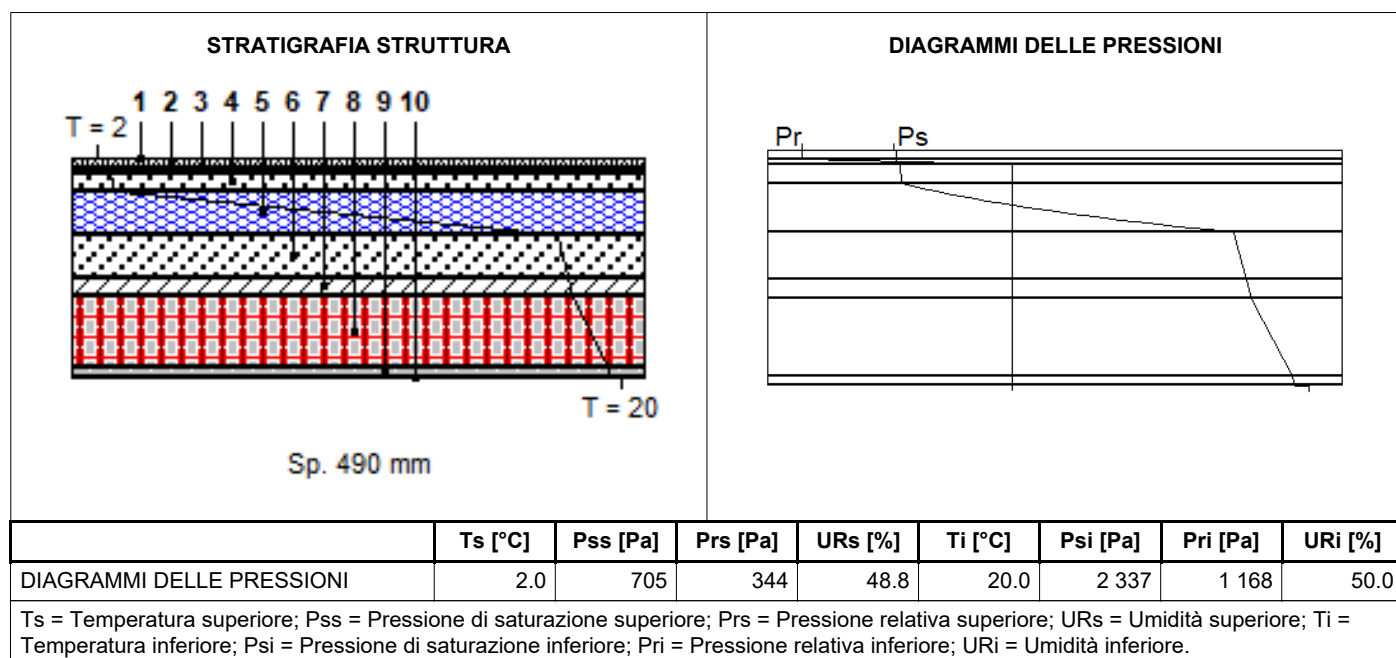 STRATIGRAFIA STRUTTURA
1 2 3 4 5 6 7 8 9 10
T = 2
T = 20
Sp. 490 mm
DIAGRAMMI DELLE PRESSIONI
Pr Ps
Ts [°C] Pss [Pa] Prs [Pa] URs [%] Ti [°C] Psi [Pa] Pri [Pa] URi [%]
DIAGRAMMI DELLE PRESSIONI 2.0 705 344 48.8 20.0 2 337 1 168 50.0
Ts = Temperatura superiore; Pss = Pressione di saturazione superiore; Prs = Pressione relativa superiore; URs = Umidità superiore; Ti =
Temperatura inferiore; Psi = Pressione di saturazione inferiore; Pri = Pressione relativa inferiore; URi = Umidità inferiore.